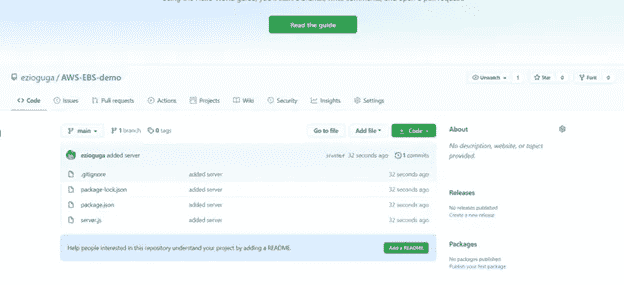 Read the guide
ezioguga / AWS-EBS-demo
Unwatch 1 Star 0 Fork 0
Code Issues Pull requests Actions Projects Wiki Security Insights Settings
main 1 branch 0 tags Go to file Add file Code About
No description, website, or topics
provided.
ezioguga added server 32 seconds ago 1 commits
.gitignore added server 32 seconds ago
package-lock.json added server 32 seconds ago
package.json added server 32 seconds ago
server.js added server 32 seconds ago
Releases
No releases published
Create a new release
Help people interested in this repository understand your project by adding a README. Add a README
Packages
No packages published
Publish your first package